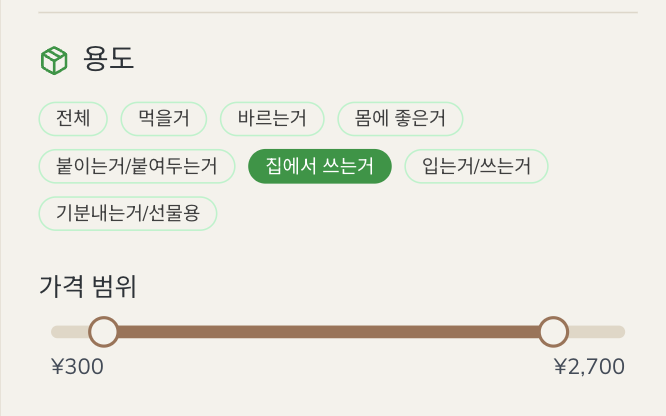 용도
전체 먹을거 바르는거 몸에 좋은거
붙이는거/붙여두는거 집에서 쓰는거 입는거/쓰는거
기분내는거/선물용
가격 범위
¥300 ¥2,700